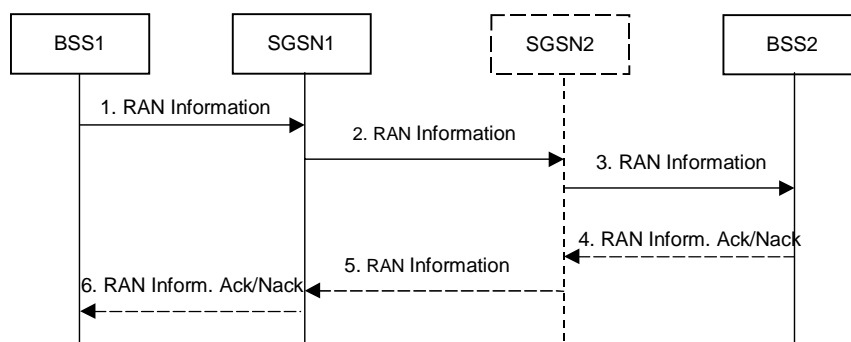 BSS1
SGSN1
SGSN2
BSS2
1. RAN Information
2. RAN Information
3. RAN Information
4. RAN Inform. Ack/Nack
5. RAN Information
6. RAN Inform. Ack/Nack